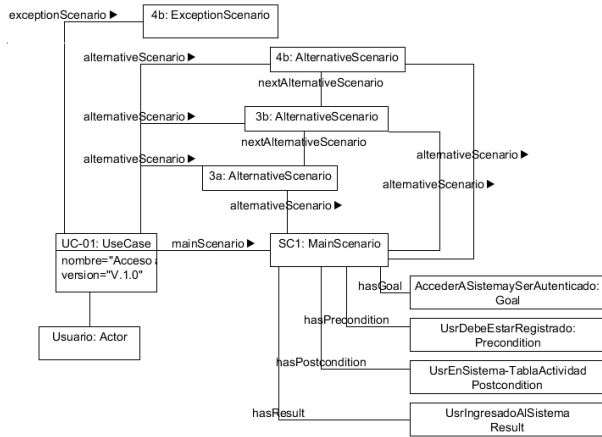 exceptionScenario ▶
4b: ExceptionScenario
alternativeScenario ▶
4b: AlternativeScenario
nextAlternativeScenario
alternativeScenario ▶
3b: AlternativeScenario
nextAlternativeScenario
alternativeScenario ▶
alternativeScenario ▶
3a: AlternativeScenario
alternativeScenario ▶
alternativeScenario ▶
UC-01: UseCase
mainScenario ▶
SC1: MainScenario
nombre="Acceso a
version="V.1.0"
hasGoal
AccederASistemaySerAutenticado:
Goal
hasPrecondition
UsrDebeEstarRegistrado:
Precondition
Usuario: Actor
hasPostcondition
UsrEnSistema-TablaActividad
Postcondition
hasResult
UsrIngresadoAlSistema
Result